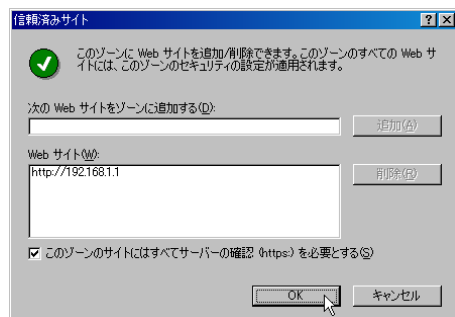 信頼済みサイト
このゾーンに Web サイトを追加/削除できます。このゾーンのすべての Web サ
イトには、このゾーンのセキュリティの設定が適用されます。
次の Web サイトをゾーンに追加する(D):
追加(A)
Web サイト(W):
http://192.168.1.1
削除(R)
このゾーンのサイトにはすべてサーバーの確認 (https:) を必要とする(S)
OK
キャンセル